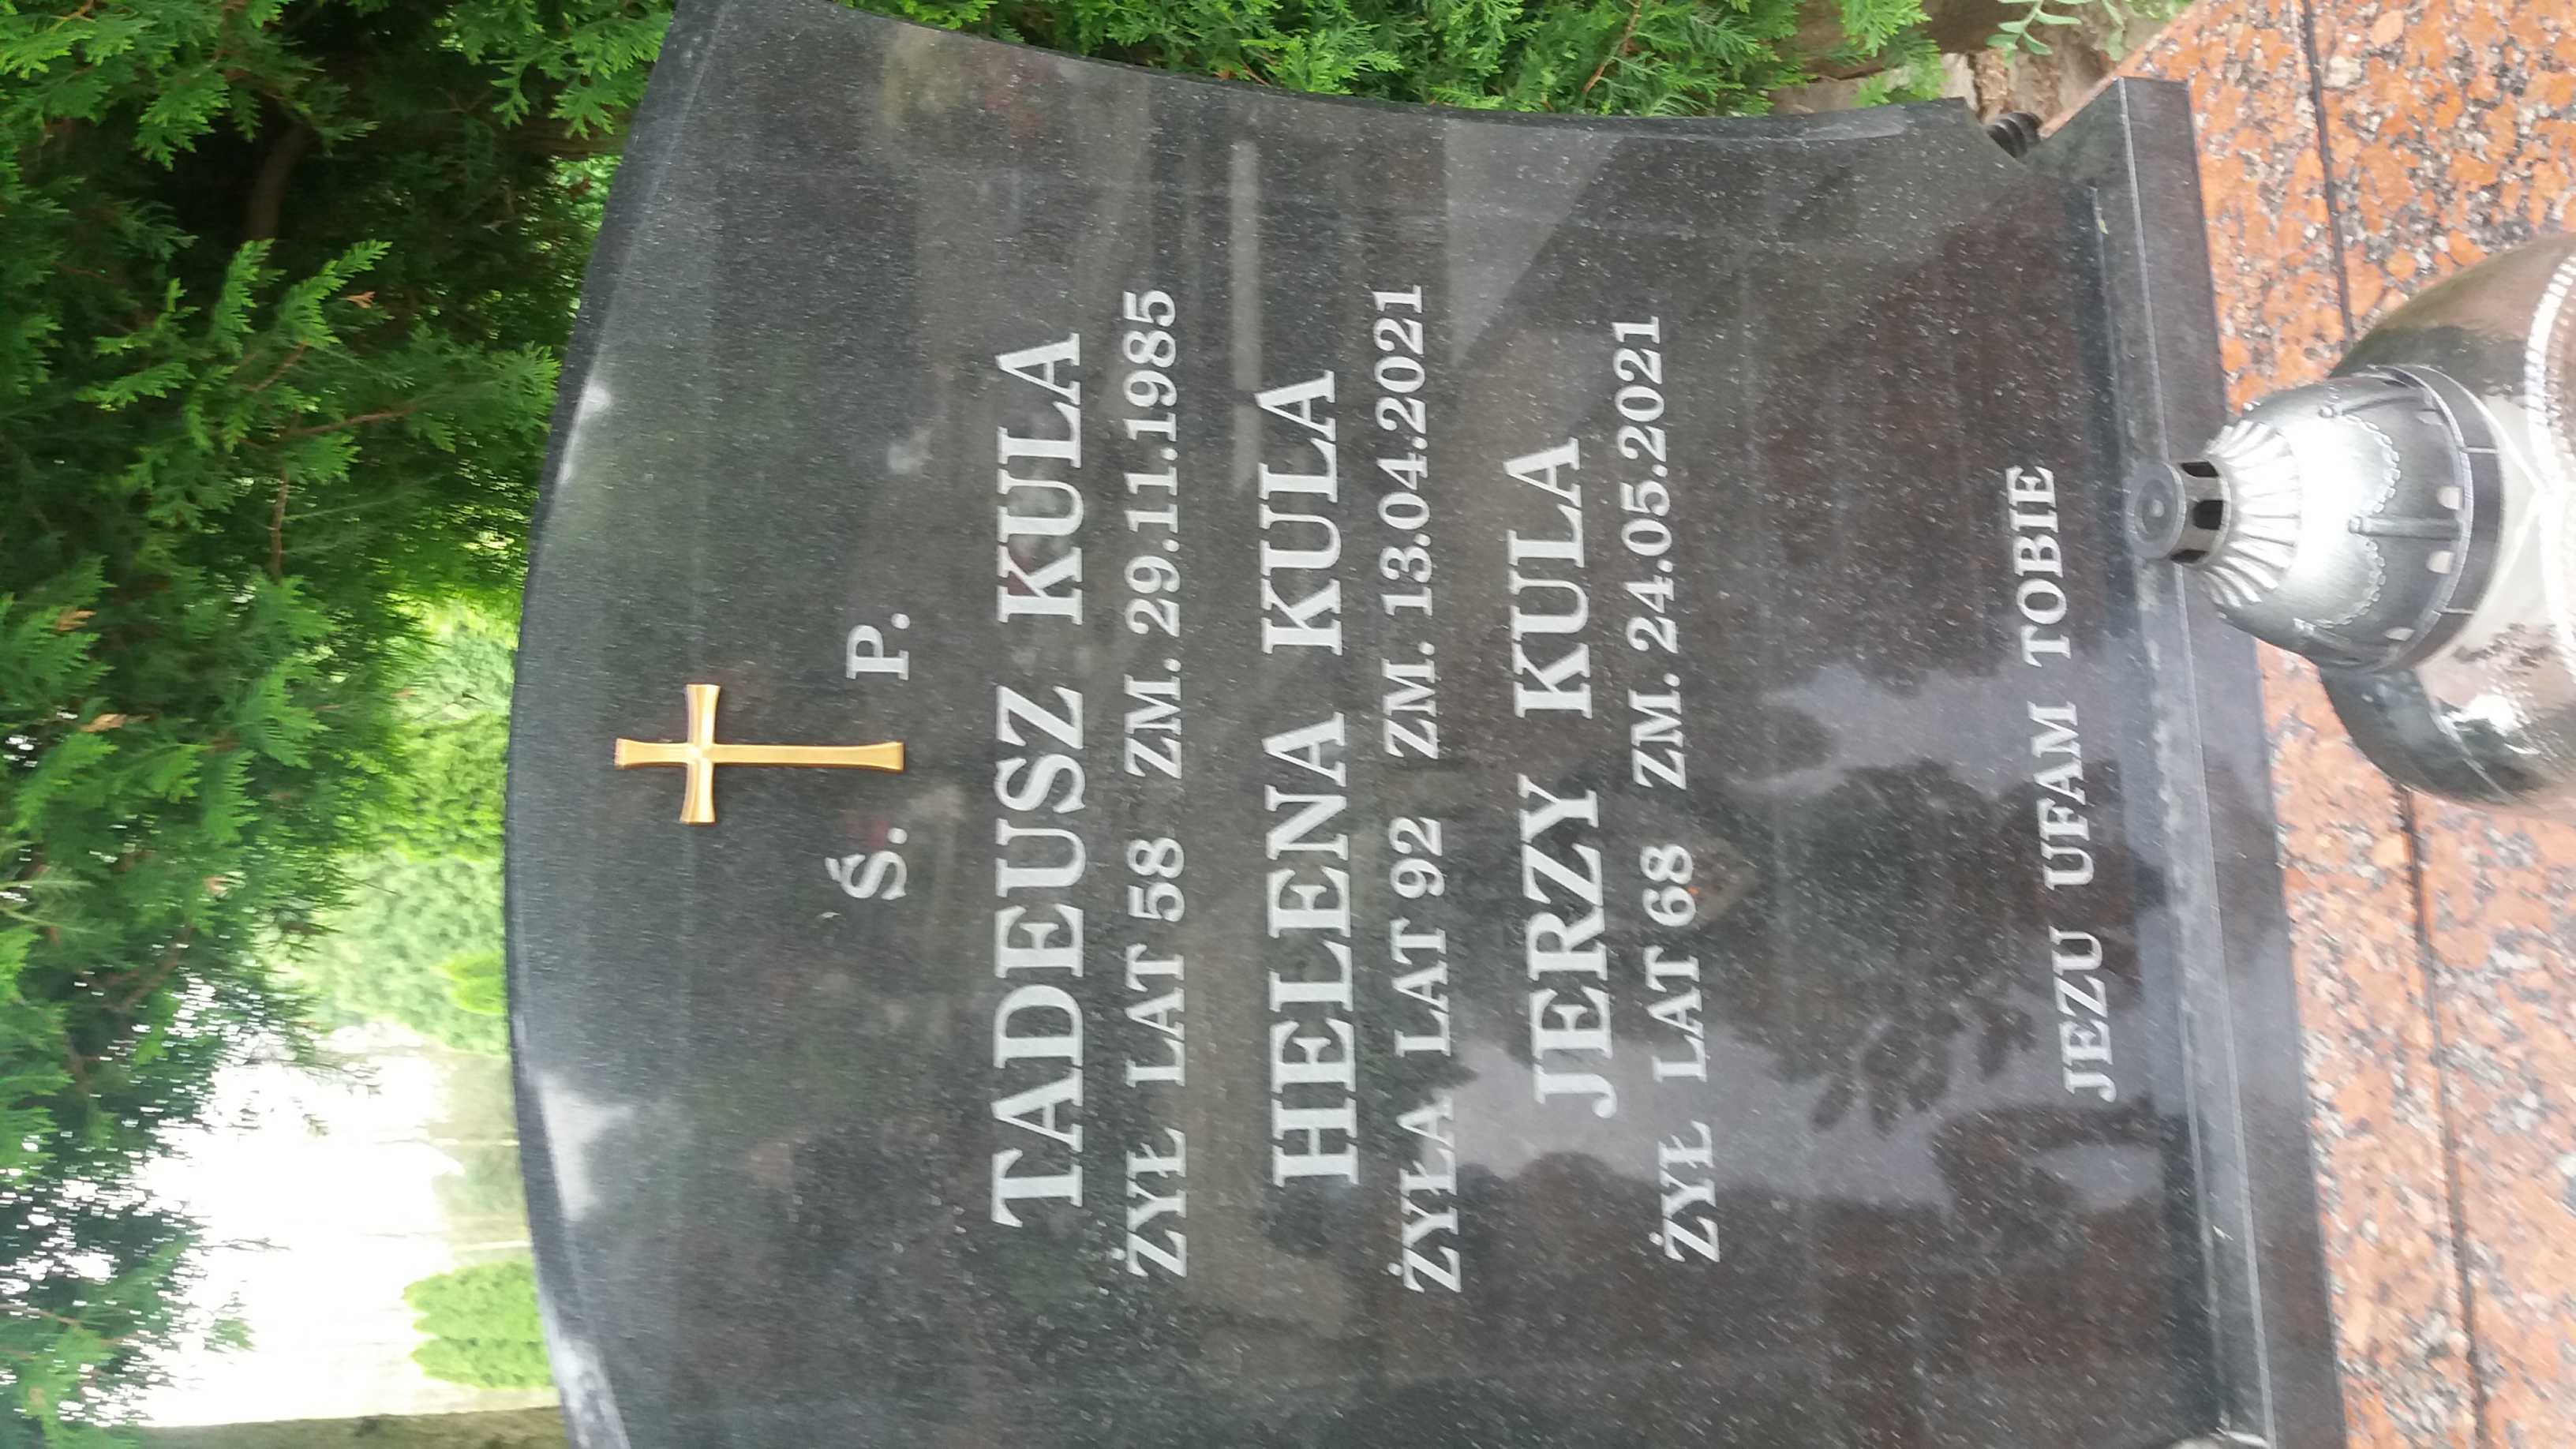 Ś. P.
TADEUSZ KULA
ŻYŁ LAT 58 ZM. 29.11.1985
HELENA KULA
ŻYŁA LAT 92 ZM. 13.04.2021
JERZY KULA
ŻYŁ LAT 68 ZM. 24.05.2021
JEZU UFAM TOBIE